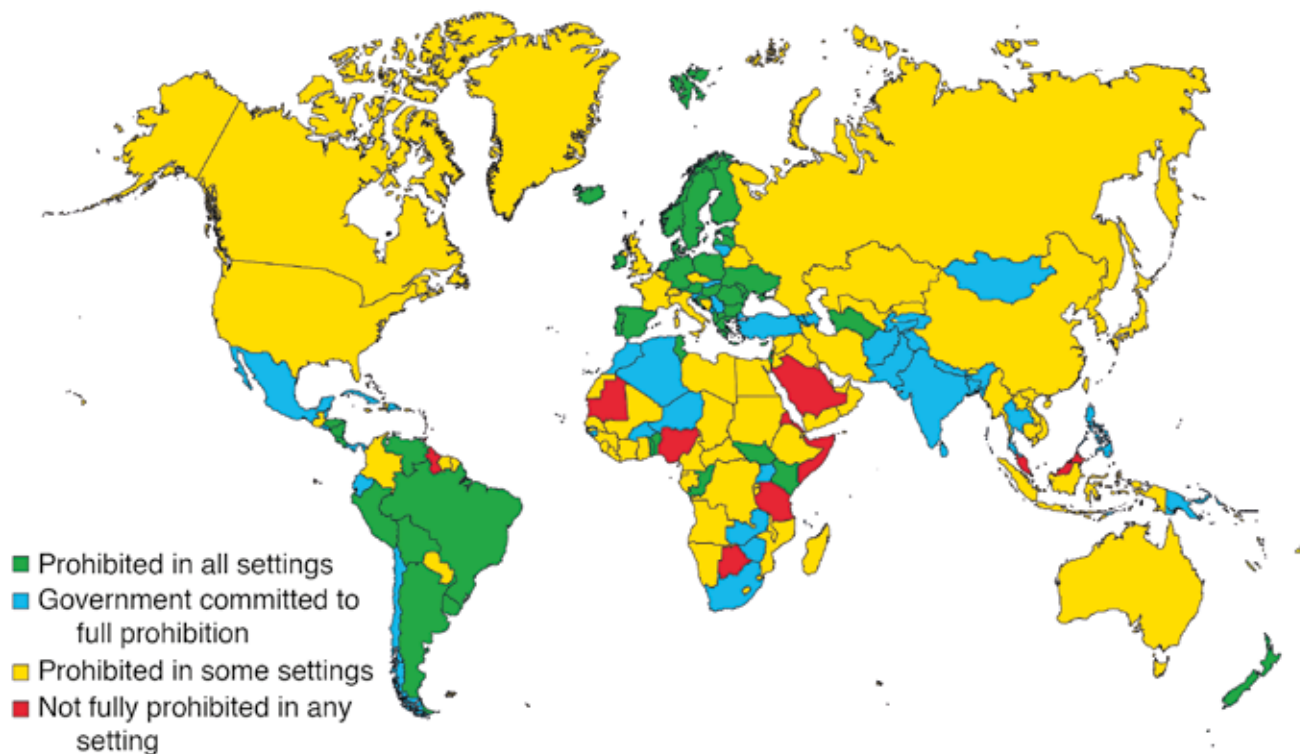 Prohibited in all settings
Government committed to
full prohibition
Prohibited in some settings
Not fully prohibited in any
setting